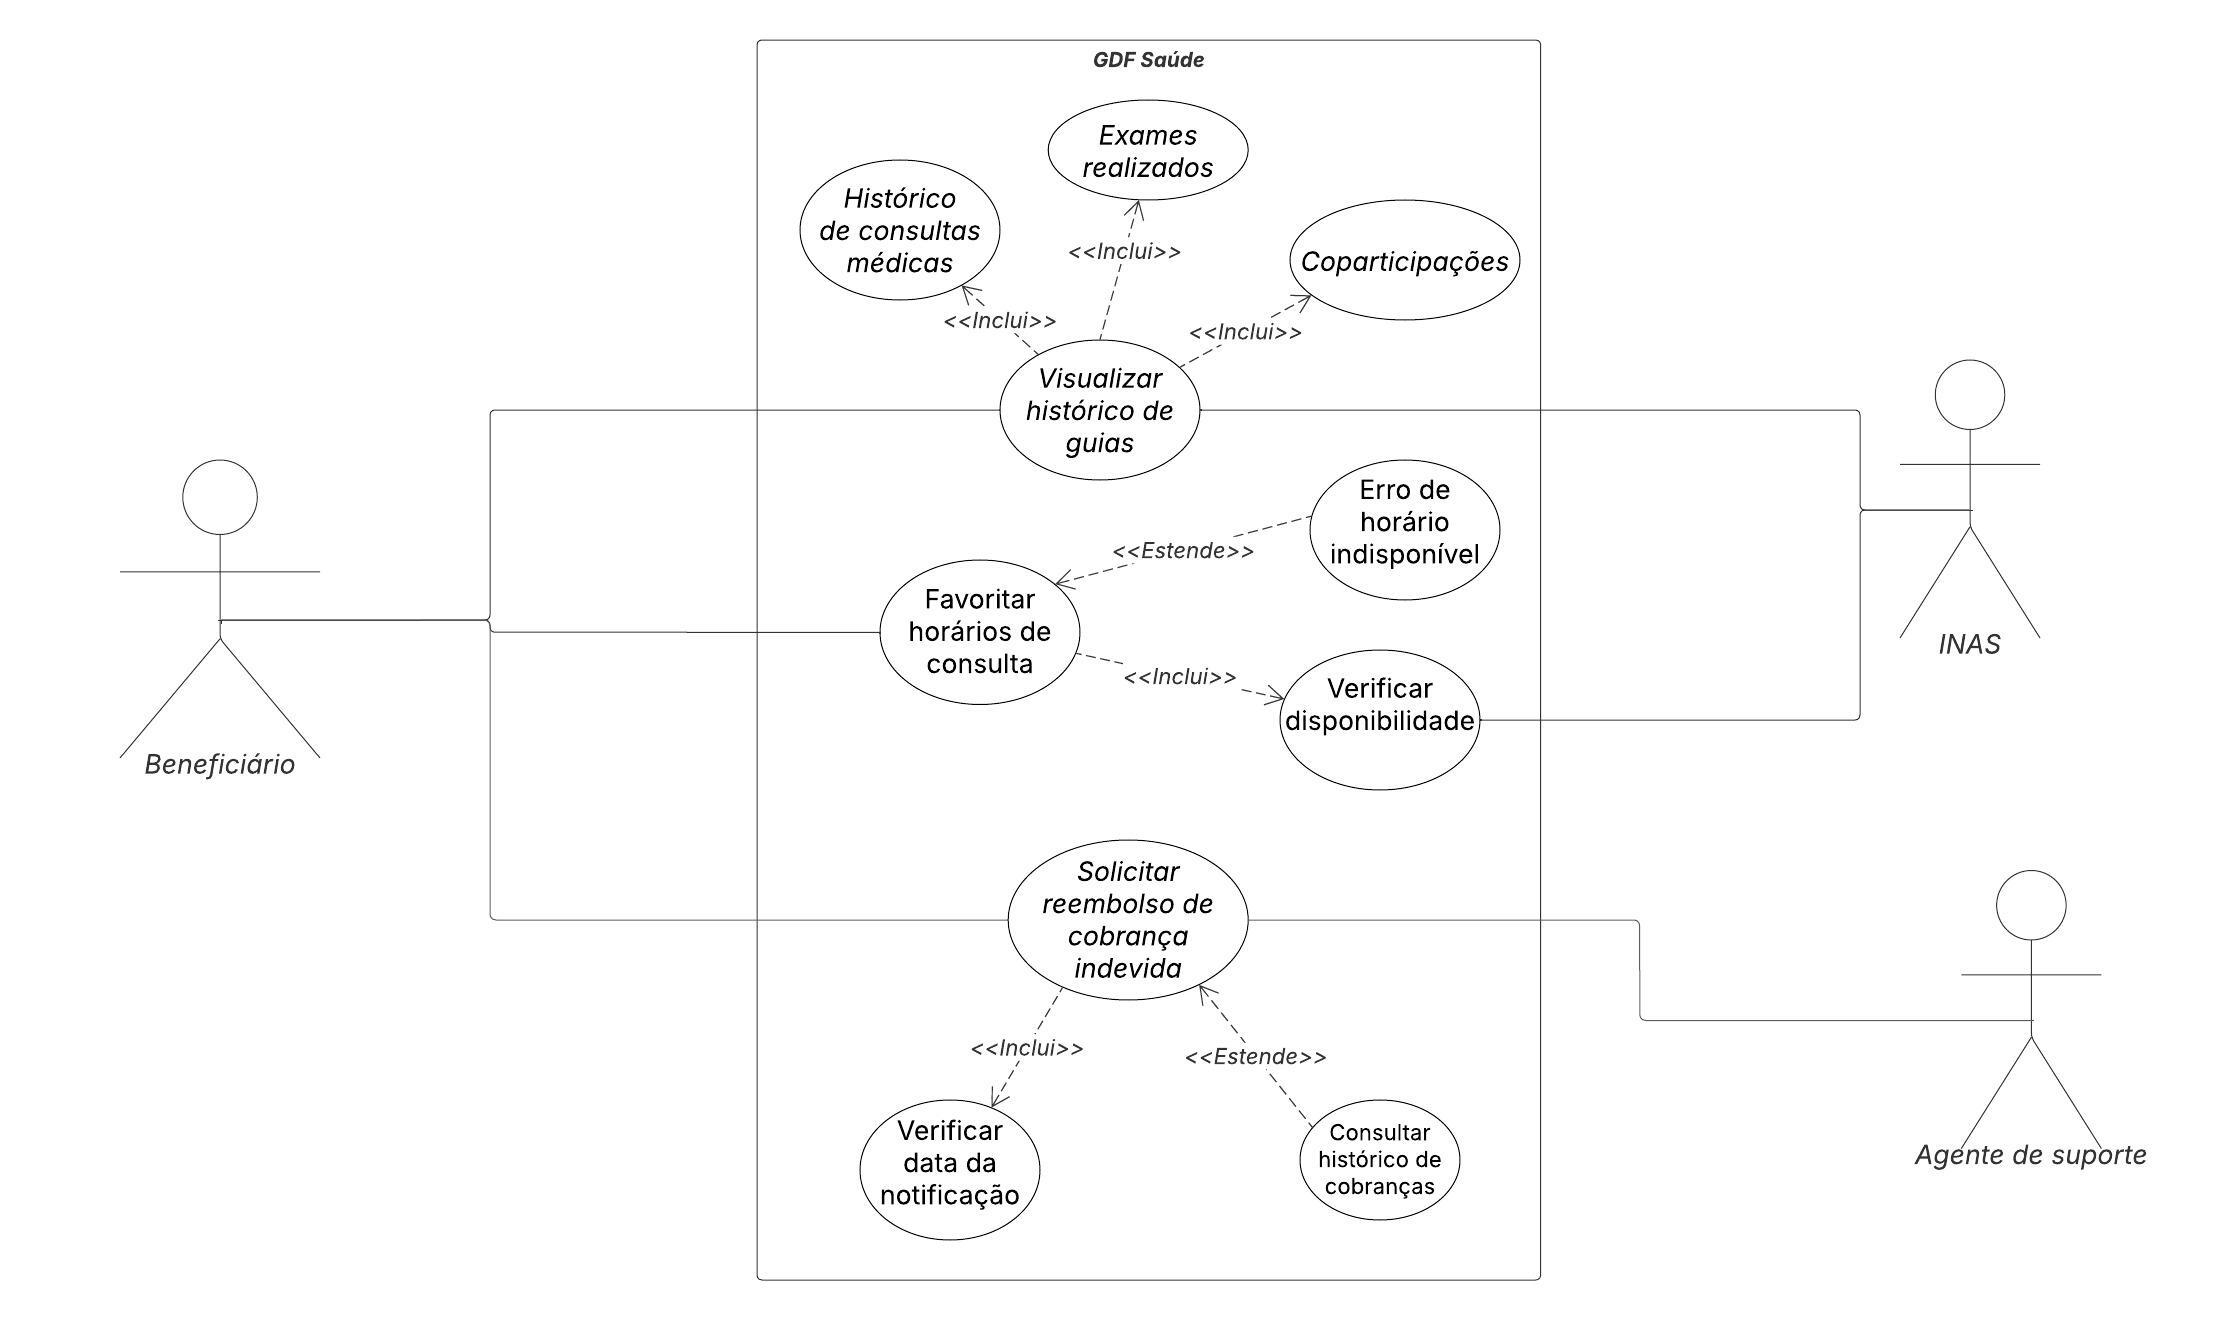 GDF Saúde
Exames
realizados
Histórico
de consultas
médicas
<<Inclui>>
Coparticipações
<<Inclui>>
<<Inclui>>
Visualizar
histórico de
guias
Erro de
horário
indisponível
<<Estende>>
Favoritar
horários de
consulta
<<Inclui>>
Verificar
disponibilidade
INAS
Beneficiário
Solicitar
reembolso de
cobrança
indevida
<<Inclui>>
<<Estende>>
Verificar
data da
notificação
Consultar
histórico de
cobranças
Agente de suporte